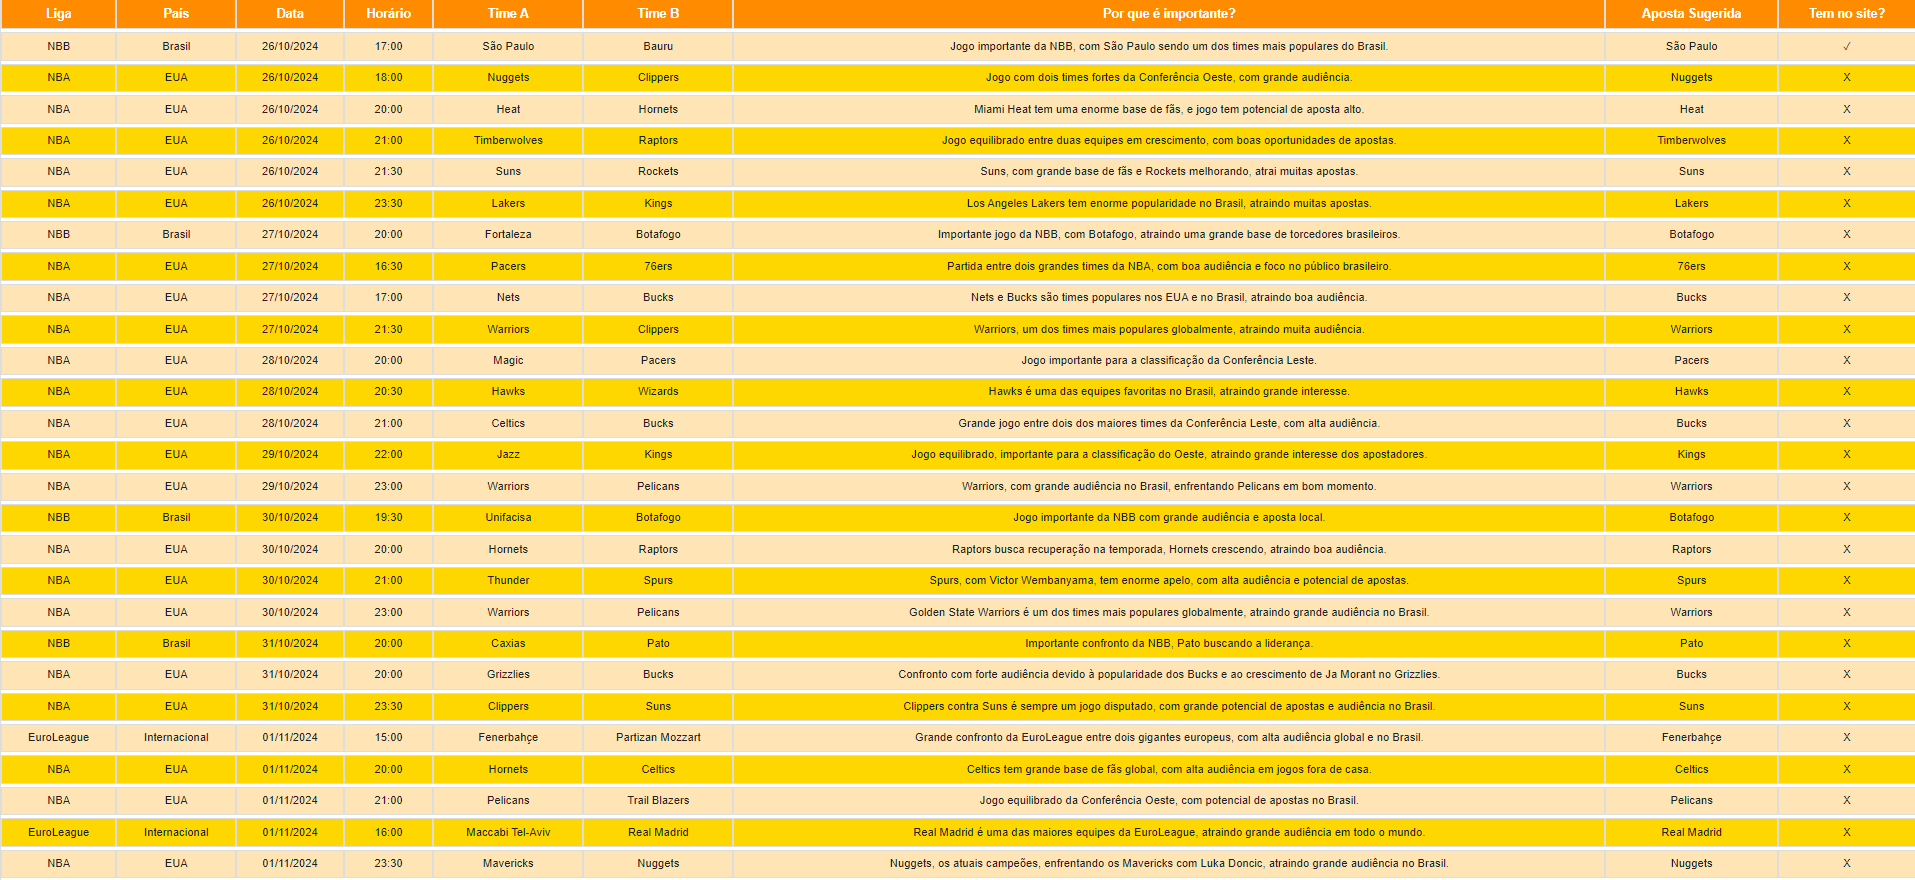 Liga País Data Horário Time A Time B Por que é importante? Aposta Sugerida Tem no site?
NBB Brasil 26/10/2024 17:00 São Paulo Bauru Jogo importante da NBB, com São Paulo sendo um dos times mais populares do Brasil. São Paulo ✓
NBA EUA 26/10/2024 18:00 Nuggets Clippers Jogo com dois times fortes da Conferência Oeste, com grande audiência. Nuggets X
NBA EUA 26/10/2024 20:00 Heat Hornets Miami Heat tem uma enorme base de fãs, e jogo tem potencial de aposta alto. Heat X
NBA EUA 26/10/2024 21:00 Timberwolves Raptors Jogo equilibrado entre duas equipes em crescimento, com boas oportunidades de apostas. Timberwolves X
NBA EUA 26/10/2024 21:30 Suns Rockets Suns, com grande base de fãs e Rockets melhorando, atrai muitas apostas. Suns X
NBA EUA 26/10/2024 23:30 Lakers Kings Los Angeles Lakers tem enorme popularidade no Brasil, atraindo muitas apostas. Lakers X
NBB Brasil 27/10/2024 20:00 Fortaleza Botafogo Importante jogo da NBB, com Botafogo, atraindo uma grande base de torcedores brasileiros. Botafogo X
NBA EUA 27/10/2024 16:30 Pacers 76ers Partida entre dois grandes times da NBA, com boa audiência e foco no público brasileiro. 76ers X
NBA EUA 27/10/2024 17:00 Nets Bucks Nets e Bucks são times populares nos EUA e no Brasil, atraindo boa audiência. Bucks X
NBA EUA 27/10/2024 21:30 Warriors Clippers Warriors, um dos times mais populares globalmente, atraindo muita audiência. Warriors X
NBA EUA 28/10/2024 20:00 Magic Pacers Jogo importante para a classificação da Conferência Leste. Pacers X
NBA EUA 28/10/2024 20:30 Hawks Wizards Hawks é uma das equipes favoritas no Brasil, atraindo grande interesse. Hawks X
NBA EUA 28/10/2024 21:00 Celtics Bucks Grande jogo entre dois dos maiores times da Conferência Leste, com alta audiência. Bucks X
NBA EUA 29/10/2024 22:00 Jazz Kings Jogo equilibrado, importante para a classificação do Oeste, atraindo grande interesse dos apostadores. Kings X
NBA EUA 29/10/2024 23:00 Warriors Pelicans Warriors, com grande audiência no Brasil, enfrentando Pelicans em bom momento. Warriors X
NBB Brasil 30/10/2024 19:30 Unifacisa Botafogo Jogo importante da NBB com grande audiência e aposta local. Botafogo X
NBA EUA 30/10/2024 20:00 Hornets Raptors Raptors busca recuperação na temporada, Hornets crescendo, atraindo boa audiência. Raptors X
NBA EUA 30/10/2024 21:00 Thunder Spurs Spurs, com Victor Wembanyama, tem enorme apelo, com alta audiência e potencial de apostas. Spurs X
NBA EUA 30/10/2024 23:00 Warriors Pelicans Golden State Warriors é um dos times mais populares globalmente, atraindo grande audiência no Brasil. Warriors X
NBB Brasil 31/10/2024 20:00 Caxias Pato Importante confronto da NBB, Pato buscando a liderança. Pato X
NBA EUA 31/10/2024 20:00 Grizzlies Bucks Confronto com forte audiência devido à popularidade dos Bucks e ao crescimento de Ja Morant no Grizzlies. Bucks X
NBA EUA 31/10/2024 23:30 Clippers Suns Clippers contra Suns é sempre um jogo disputado, com grande potencial de apostas e audiência no Brasil. Suns X
EuroLeague Internacional 01/11/2024 15:00 Fenerbahçe Partizan Mozzart Grande confronto da EuroLeague entre dois gigantes europeus, com alta audiência global e no Brasil. Fenerbahçe X
NBA EUA 01/11/2024 20:00 Hornets Celtics Celtics tem grande base de fãs global, com alta audiência em jogos fora de casa. Celtics X
NBA EUA 01/11/2024 21:00 Pelicans Trail Blazers Jogo equilibrado da Conferência Oeste, com potencial de apostas no Brasil. Pelicans X
EuroLeague Internacional 01/11/2024 16:00 Maccabi Tel-Aviv Real Madrid Real Madrid é uma das maiores equipes da EuroLeague, atraindo grande audiência em todo o mundo. Real Madrid X
NBA EUA 01/11/2024 23:30 Mavericks Nuggets Nuggets, os atuais campeões, enfrentando os Mavericks com Luka Doncic, atraindo grande audiência no Brasil. Nuggets X